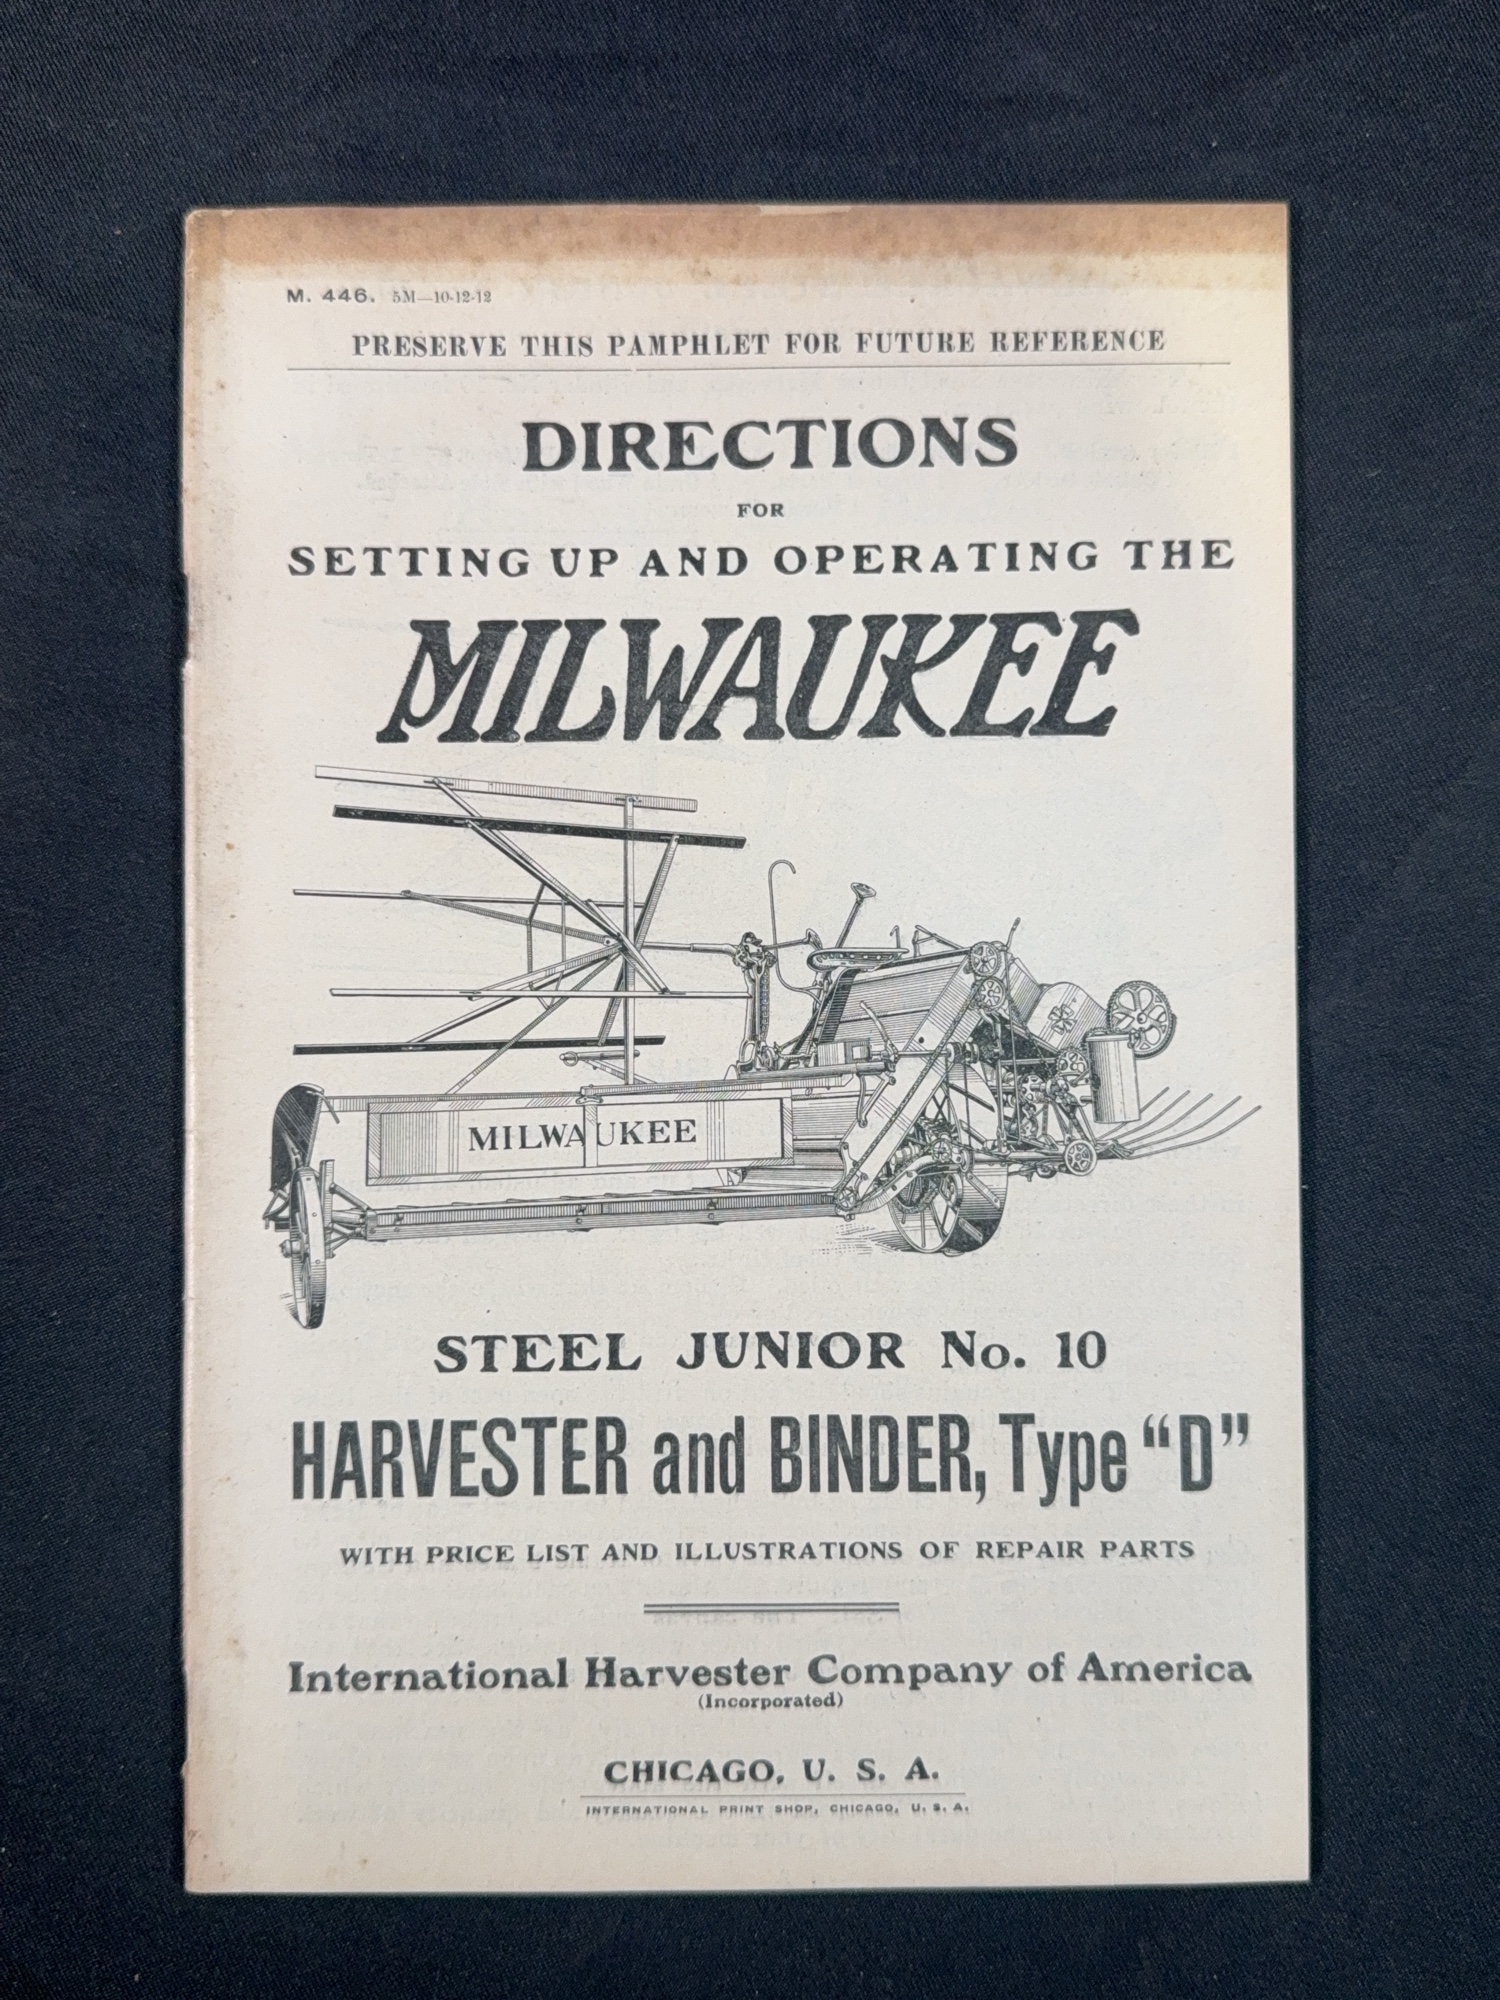 M. 446. 5M—10-12-12
PRESERVE THIS PAMPHLET FOR FUTURE REFERENCE
DIRECTIONS
FOR
SETTING UP AND OPERATING THE
MILWAUKEE
MILWAUKEE
STEEL JUNIOR No. 10
HARVESTER and BINDER, Type “D”
WITH PRICE LIST AND ILLUSTRATIONS OF REPAIR PARTS
International Harvester Company of America
(Incorporated)
CHICAGO, U. S. A.
INTERNATIONAL PRINT SHOP, CHICAGO, U. S. A.